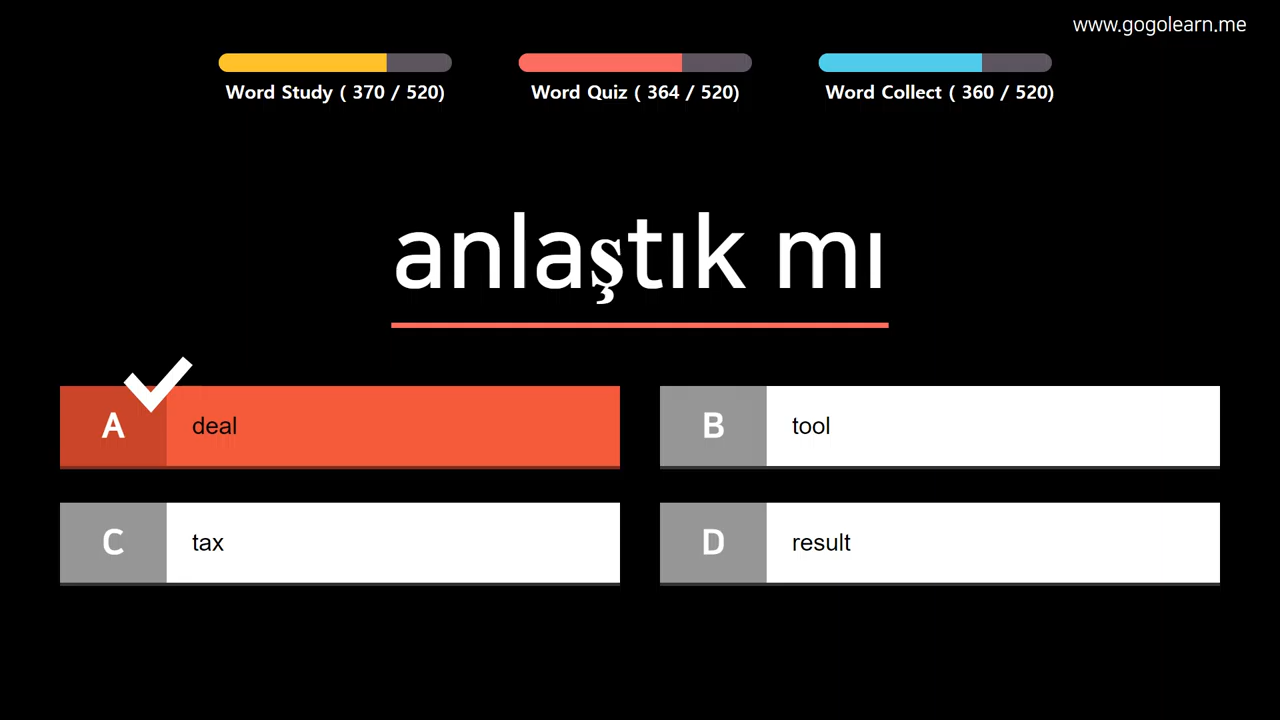 www.gogolearn.me
Word Study ( 370 / 520)
Word Quiz ( 364 / 520)
Word Collect ( 360 / 520)
anlaştık mı
A deal
B tool
C tax
D result